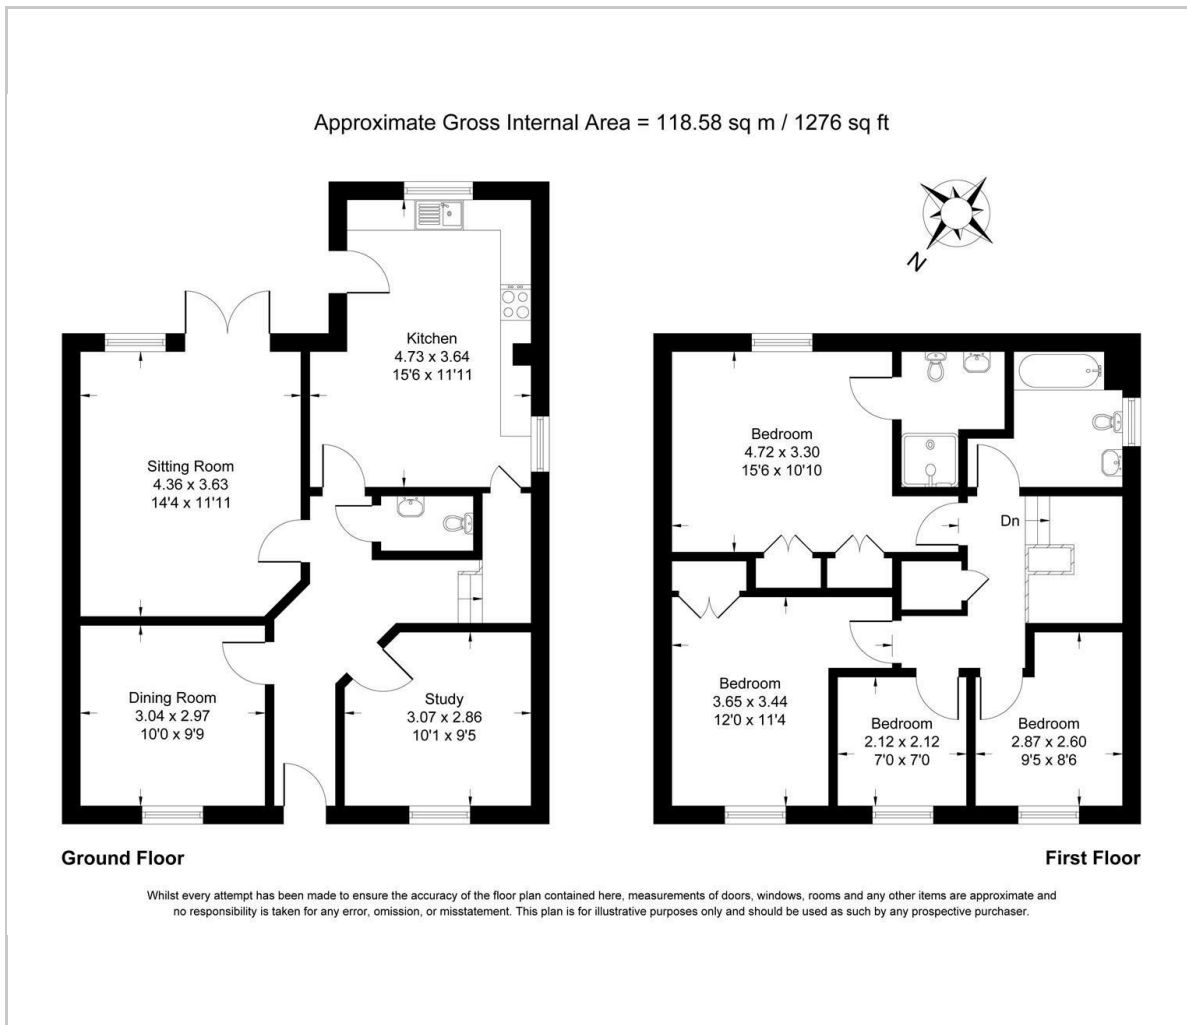 Approximate Gross Internal Area = 118.58 sq m / 1276 sq ft
N
Kitchen
4.73 x 3.64
15'6 x 11'11
Sitting Room
4.36 x 3.63
14'4 x 11'11
Dining Room
3.04 x 2.97
10'0 x 9'9
Study
3.07 x 2.86
10'1 x 9'5
Ground Floor
Bedroom
4.72 x 3.30
15'6 x 10'10
Dn
Bedroom
3.65 x 3.44
12'0 x 11'4
Bedroom
2.12 x 2.12
7'0 x 7'0
Bedroom
2.87 x 2.60
9'5 x 8'6
First Floor
Whilst every attempt has been made to ensure the accuracy of the floor plan contained here, measurements of doors, windows, rooms and any other items are approximate and
no responsibility is taken for any error, omission, or misstatement. This plan is for illustrative purposes only and should be used as such by any prospective purchaser.